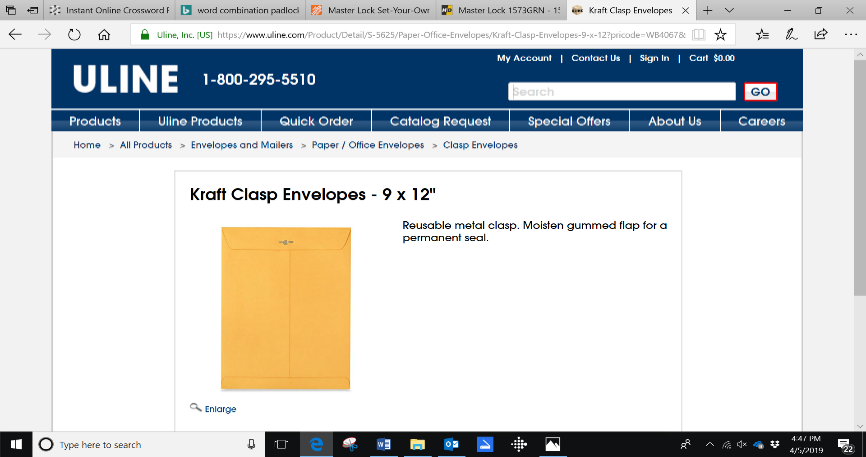 Instant Online Crossword P
word combination padlock
Master Lock Set-Your-Own
Master Lock 1573GRN - 15
Kraft Clasp Envelopes
Uline, Inc. [US] https://www.uline.com/Product/Detail/S-5625/Paper-Office-Envelopes/Kraft-Clasp-Envelopes-9-x-12?pricode=WB4067&
My Account | Contact Us | Sign In | Cart $0.00
ULINE 1-800-295-5510
Search GO
Products Uline Products Quick Order Catalog Request Special Offers About Us Careers
Home > All Products > Envelopes and Mailers > Paper / Office Envelopes > Clasp Envelopes
Kraft Clasp Envelopes - 9 x 12"
Reusable metal clasp. Moisten gummed flap for a
permanent seal.
Enlarge
Type here to search
4:47 PM
4/5/2019
22